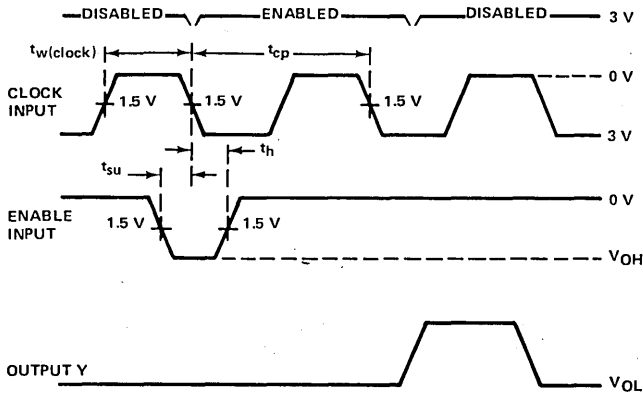 DISABLED ENABLED DISABLED 3 V
tw(clock) tcp
0 V
CLOCK INPUT
1.5 V 1.5 V 1.5 V
3 V
th
tsu
0 V
ENABLE INPUT
1.5 V 1.5 V
VOH
OUTPUT Y
VOL